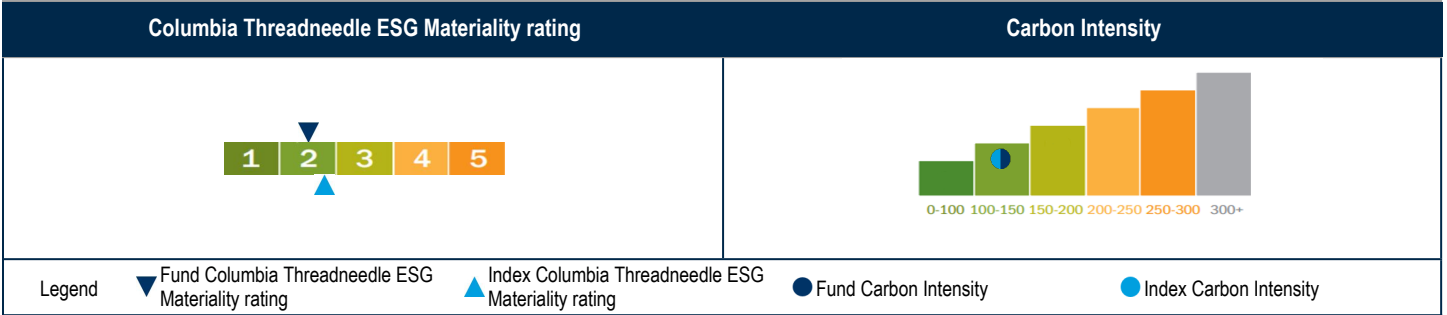 Columbia Threadneedle ESG Materiality rating
Carbon Intensity
1 2 3 4 5
0-100 100-150 150-200 200-250 250-300 300+
Legend
Fund Columbia Threadneedle ESG
Materiality rating
Index Columbia Threadneedle ESG
Materiality rating
Fund Carbon Intensity
Index Carbon Intensity